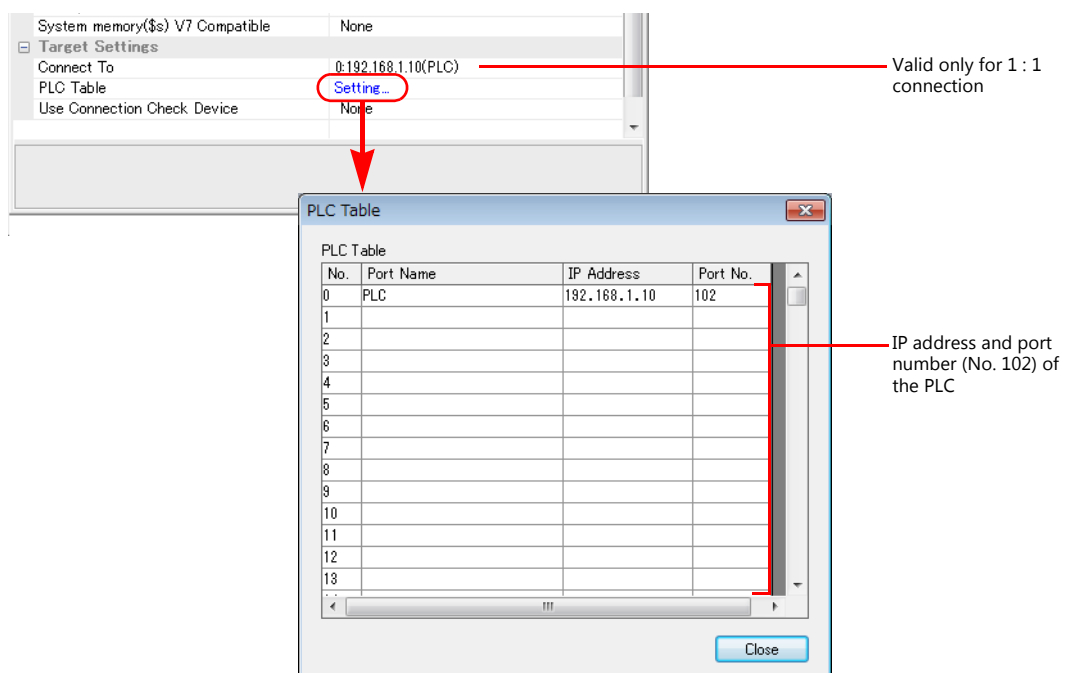 System memory($s) V7 Compatible None
Target Settings
Connect To 0:192.168.1.10(PLC)
Valid only for 1 : 1
connection
PLC Table Setting...
Use Connection Check Device None
PLC Table
PLC Table
No. Port Name IP Address Port No.
0 PLC 192.168.1.10 102
1
2
3
IP address and port
number (No. 102) of
the PLC
4
5
6
7
8
9
10
11
12
13
Close